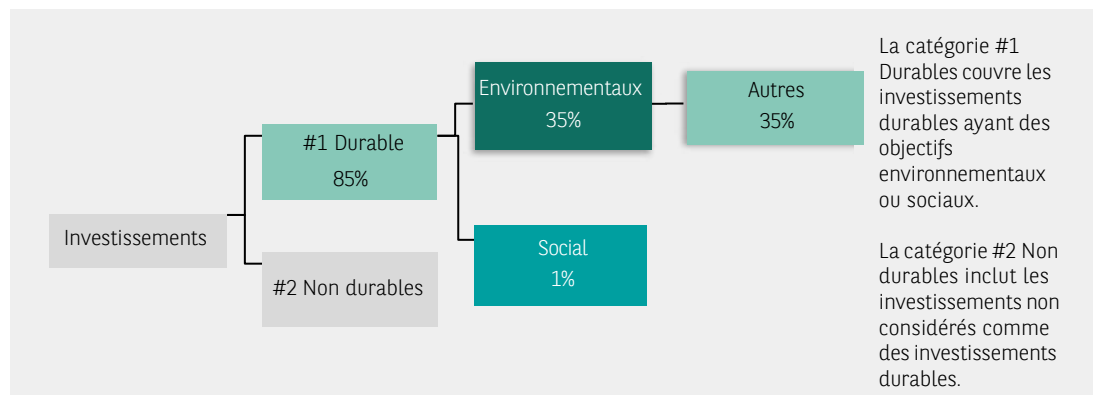 Investissements
#1 Durable
85%
#2 Non durables
Environnementaux
35%
Social
1%
Autres
35%
La catégorie #1
Durables couvre les
investissements
durables ayant des
objectifs
environnementaux
ou sociaux.
La catégorie #2 Non
durables inclut les
investissements non
considérés comme
des investissements
durables.